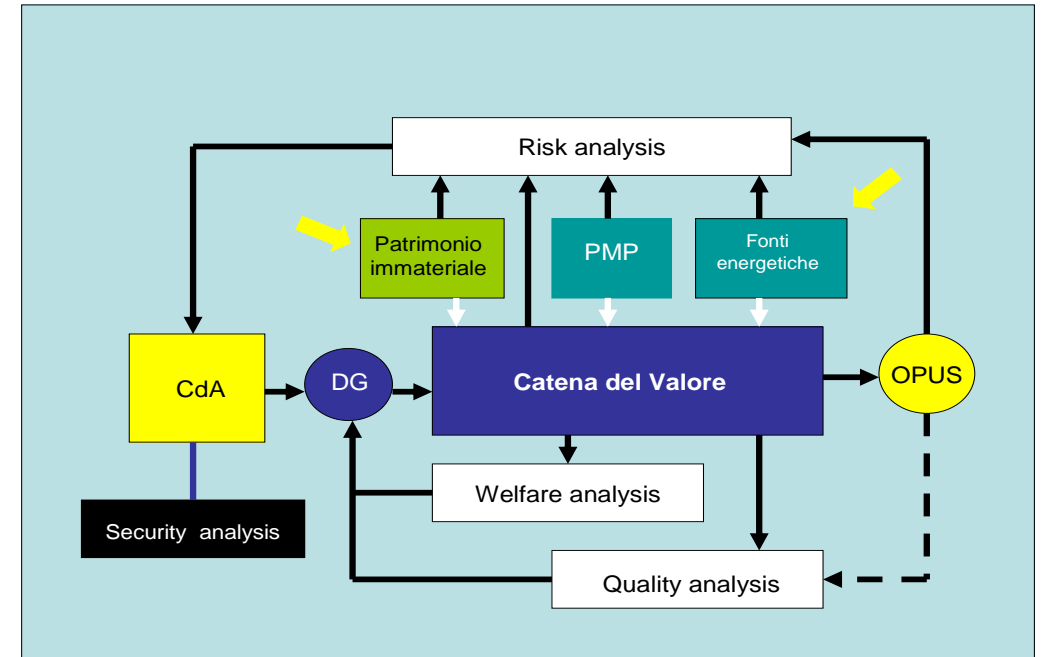 Risk analysis
Patrimonio
immateriale
PMP
Fonti
energetiche
CdA
DG
Catena del Valore
OPUS
Welfare analysis
Security  analysis
Quality analysis